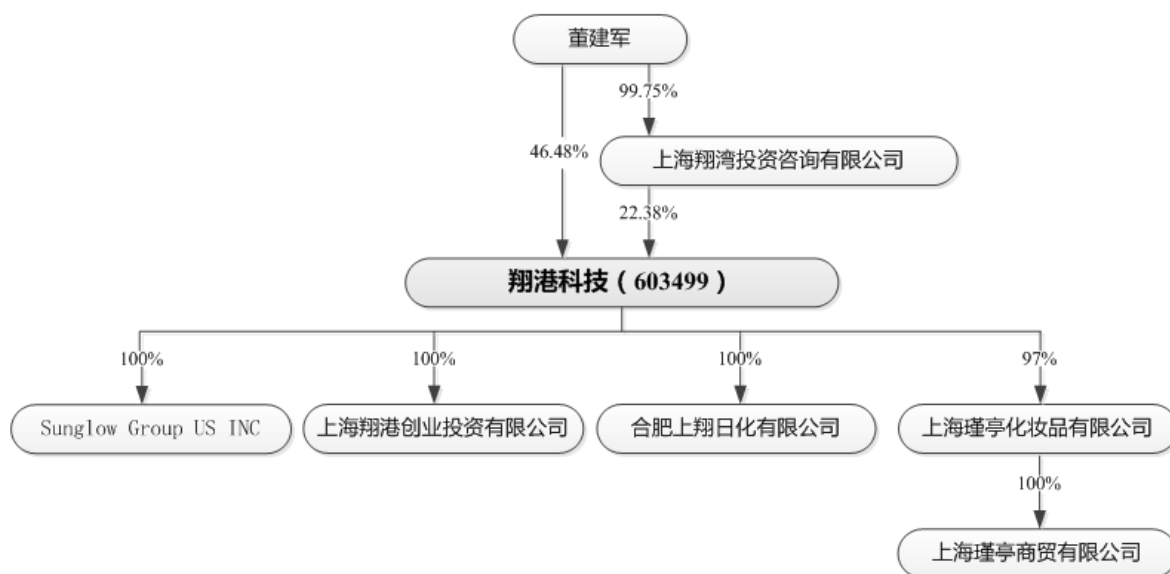 董建军
99.75%
46.48%
上海翔湾投资咨询有限公司
22.38%
翔港科技（603499）
100%
100%
100%
97%
Sunglow Group US INC
上海翔港创业投资有限公司
合肥上翔日化有限公司
上海瑾亭化妆品有限公司
100%
上海瑾亭商贸有限公司